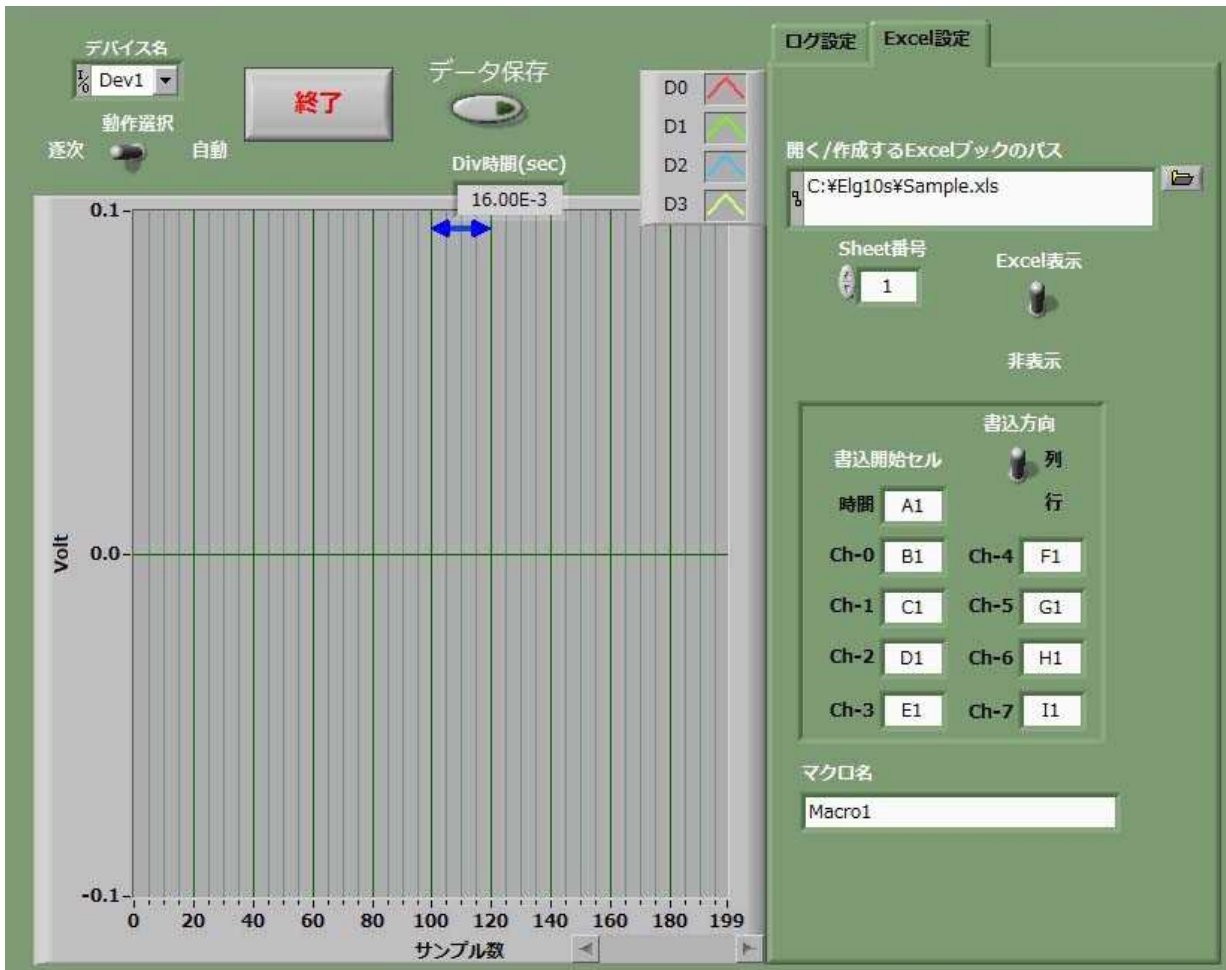 デバイス名
Dev1
終了
データ保存
動作選択
逐次
自動
Div時間(sec)
16.00E-3
D0
D1
D2
D3
0.1
0.0
-0.1
Volt
0 20 40 60 80 100 120 140 160 180 199
サンプル数
ログ設定
Excel設定
開く/作成するExcelブックのパス
C:¥Elg10s¥Sample.xls
Sheet番号
1
Excel表示
非表示
書込方向
書込開始セル
列
行
時間 A1
Ch-0 B1 Ch-4 F1
Ch-1 C1 Ch-5 G1
Ch-2 D1 Ch-6 H1
Ch-3 E1 Ch-7 I1
マクロ名
Macro1